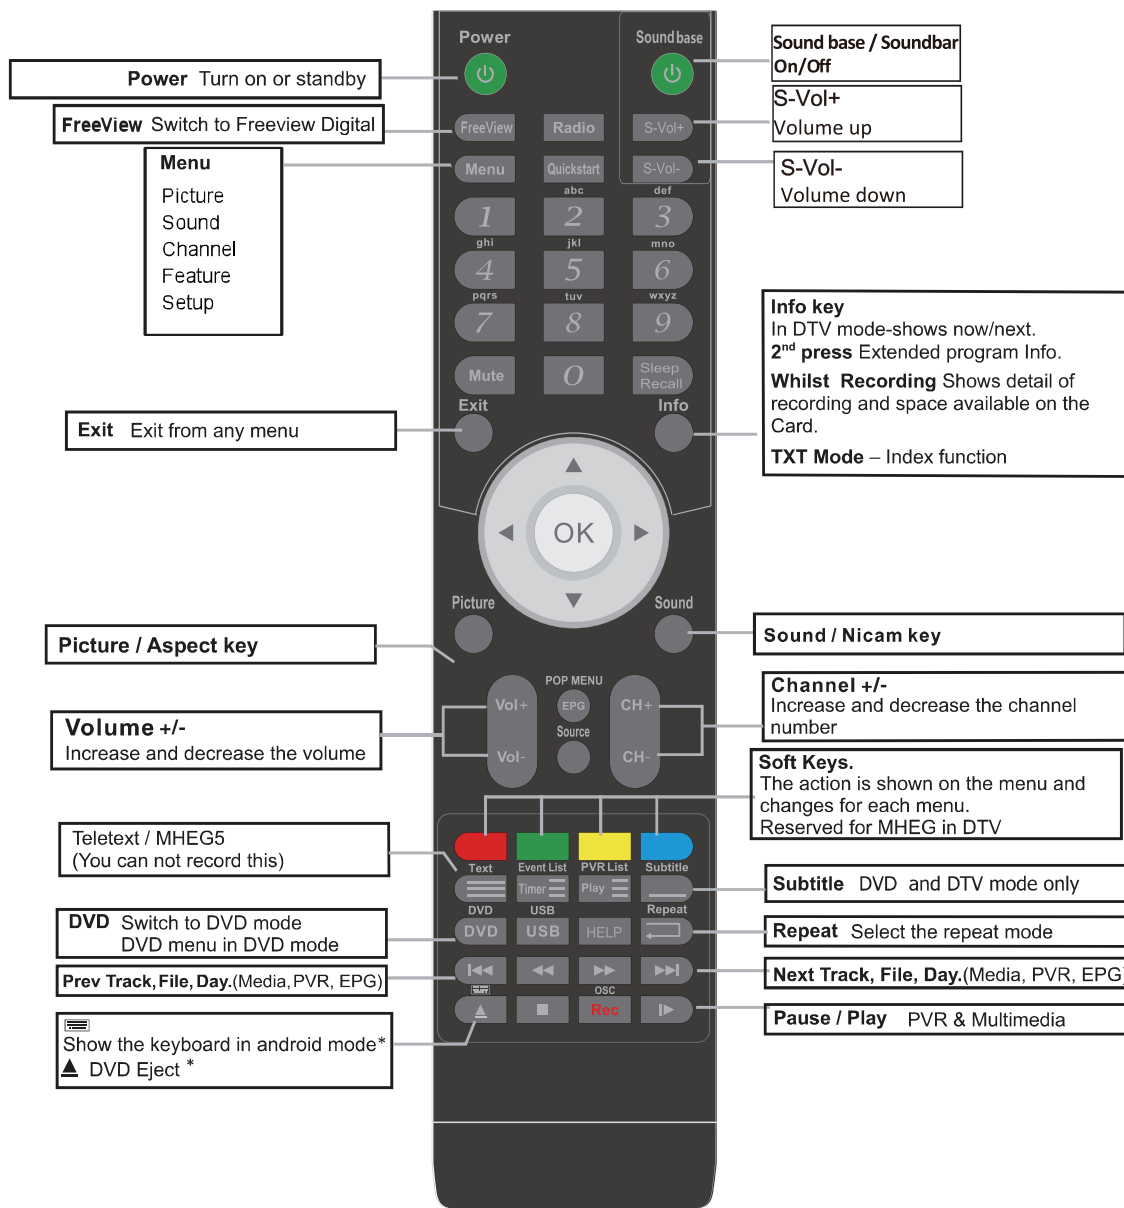 Power
Sound base
Power Turn on or standby
FreeView Switch to Freeview Digital
Menu
Picture
Sound
Channel
Feature
Setup
Exit Exit from any menu
Picture / Aspect key
Volume +/-
Increase and decrease the volume
Teletext / MHEG5
(You can not record this)
DVD Switch to DVD mode
DVD menu in DVD mode
Prev Track, File, Day.(Media, PVR, EPG)
Show the keyboard in android mode*
DVD Eject *
FreeView Radio S-Vol+
Menu Quickstart S-Vol-
abc def
1 2 3
ghi jkl mno
4 5 6
pqrs tuv wxyz
7 8 9
Mute 0 Sleep
Recall
Exit Info
OK
Picture Sound
POP MENU
Vol+ EPG CH+
Source
Vol- CH-
Text Event List PVR List Subtitle
Timer Play
DVD USB Repeat
DVD USB HELP
OSC
Rec
Sound base / Soundbar
On/Off
S-Vol+
Volume up
S-Vol-
Volume down
Info key
In DTV mode-shows now/next.
2nd press Extended program Info.
Whilst Recording Shows detail of
recording and space available on the
Card.
TXT Mode – Index function
Sound / Nicam key
Channel +/-
Increase and decrease the channel
number
Soft Keys.
The action is shown on the menu and
changes for each menu.
Reserved for MHEG in DTV
Subtitle DVD and DTV mode only
Repeat Select the repeat mode
Next Track, File, Day.(Media, PVR, EPG)
Pause / Play PVR & Multimedia